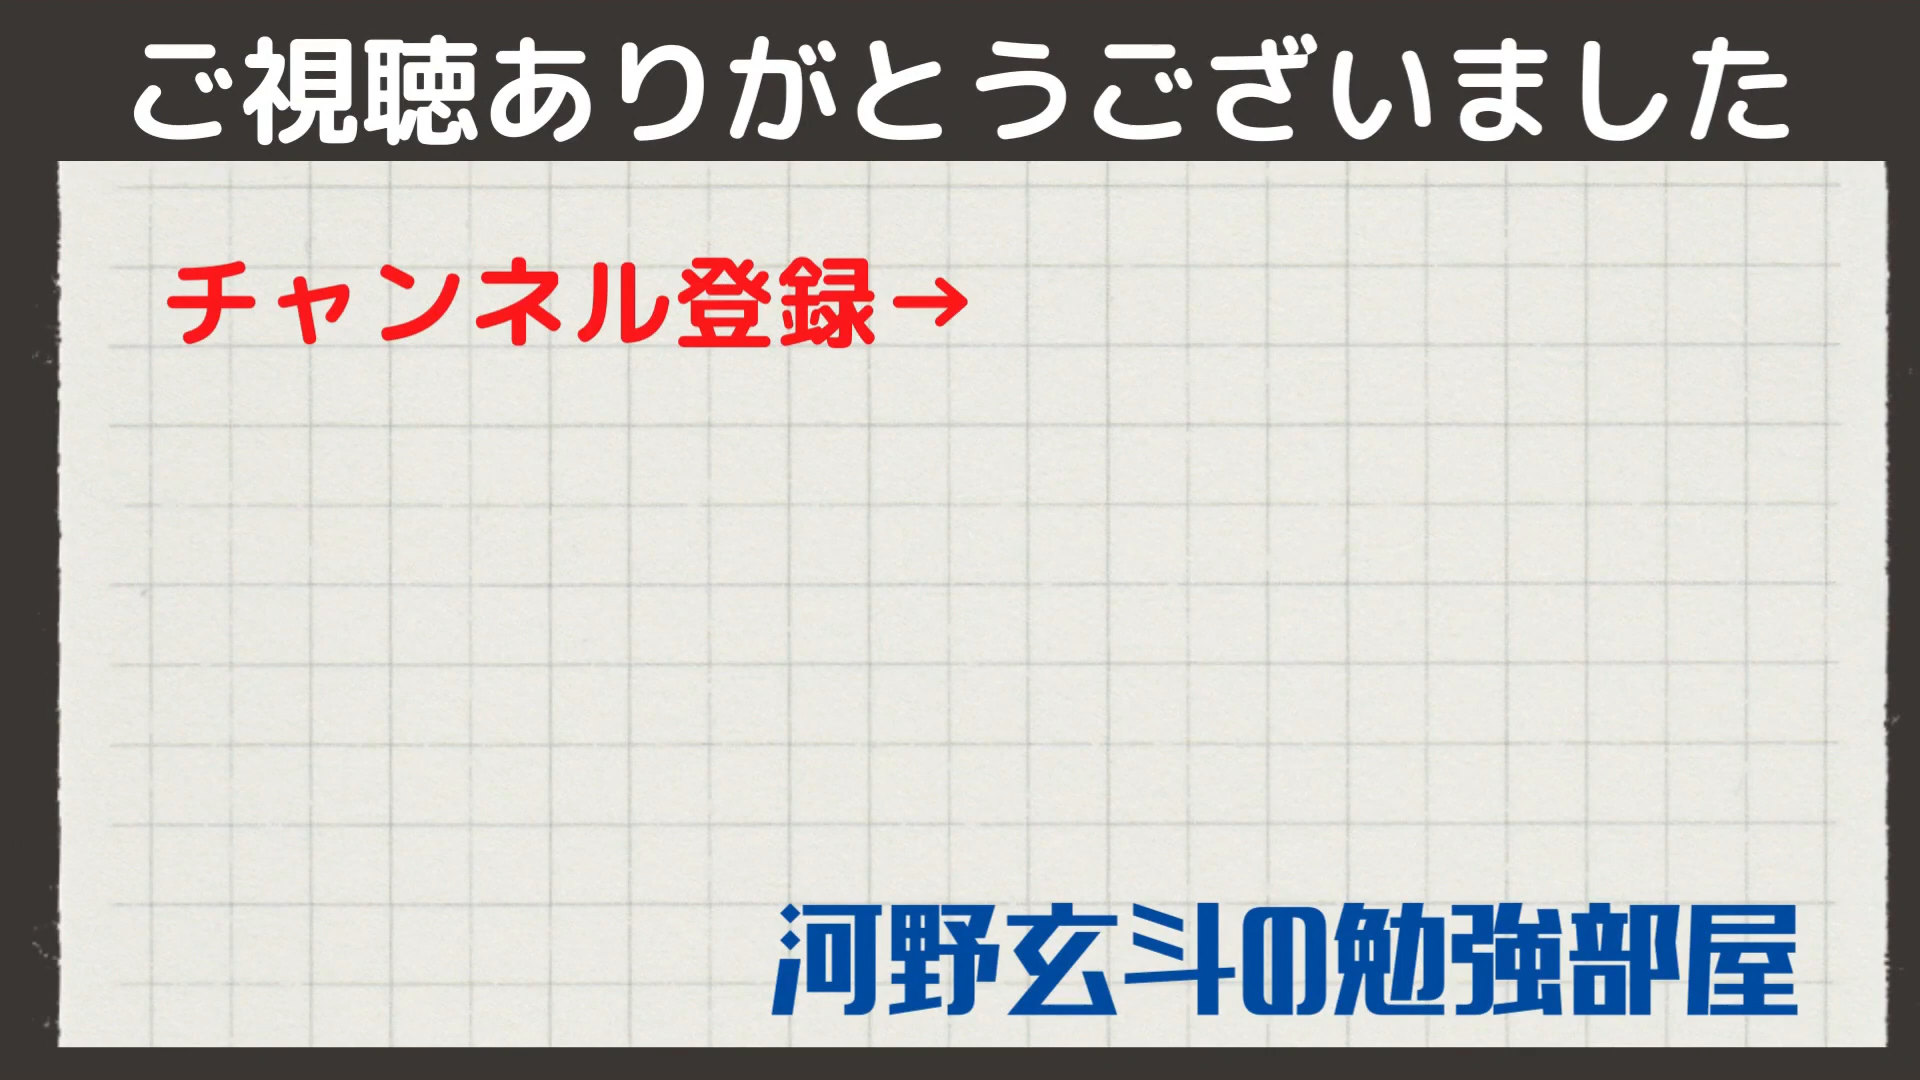 ご視聴ありがとうございました
チャンネル登録→
河野玄斗の勉強部屋